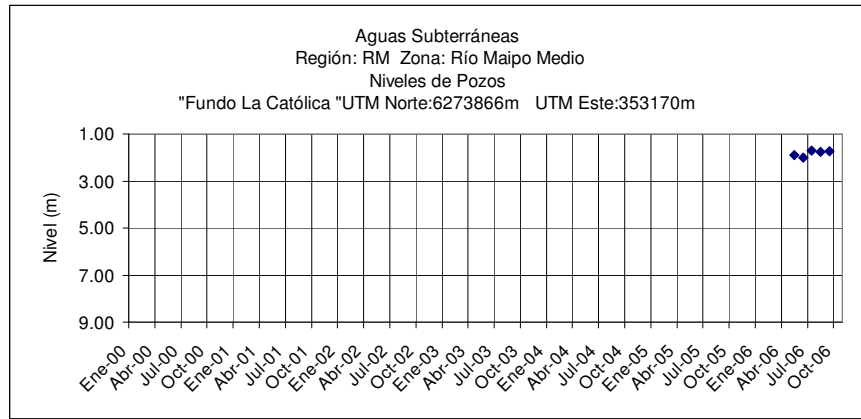 Aguas Subterráneas
Región: RM Zona: Río Maipo Medio
Niveles de Pozos
"Fundo La Católica "UTM Norte:6273866m UTM Este:353170m
Nivel (m)
1.00
3.00
5.00
7.00
9.00
Ene-00
Abr-00
Jul-00
Oct-00
Ene-01
Abr-01
Jul-01
Oct-01
Ene-02
Abr-02
Jul-02
Oct-02
Ene-03
Abr-03
Jul-03
Oct-03
Ene-04
Abr-04
Jul-04
Oct-04
Ene-05
Abr-05
Jul-05
Oct-05
Ene-06
Abr-06
Jul-06
Oct-06